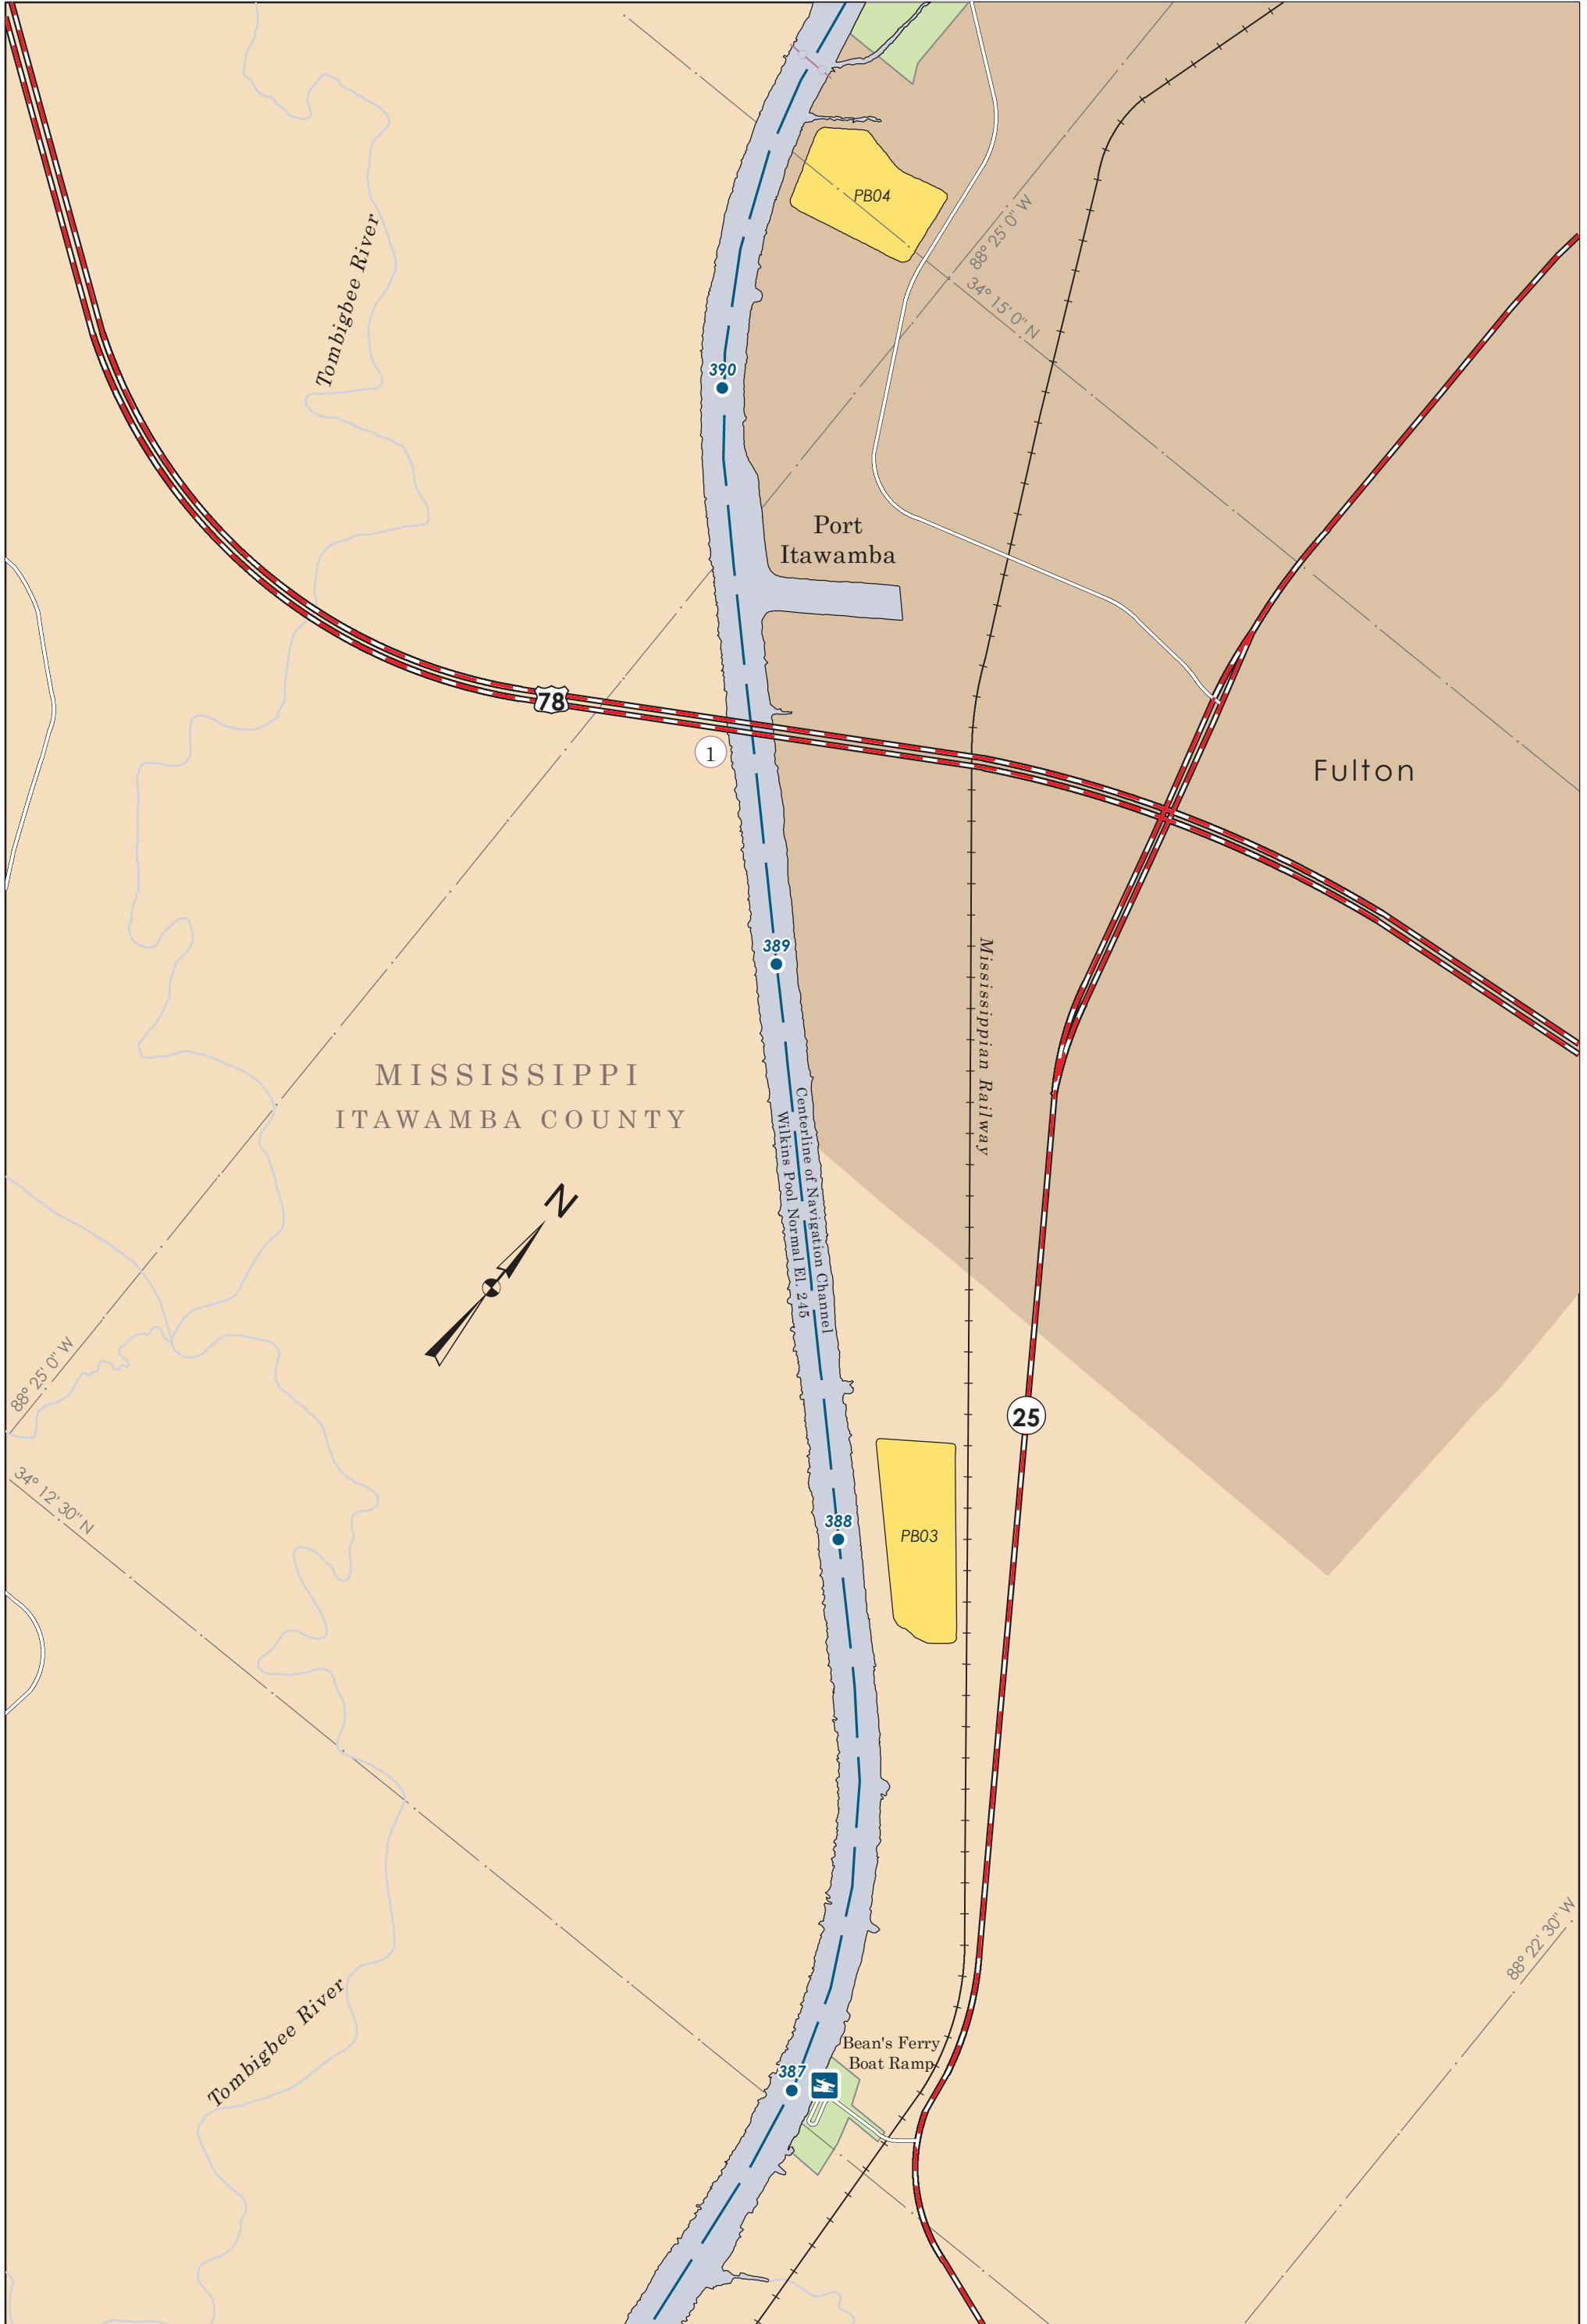 Tombigbee River
PB04
88° 25' 0" W
34° 15' 0" N
390
Port
Itawamba
78
1
Fulton
389
Mississippian Railway
MISSISSIPPI
ITAWAMBA COUNTY
Centerline of Navigation Channel
Wilkins Pool Normal El. 245
N
88° 25' 0" W
25
34° 12' 30" N
388
PB03
88° 22' 30" W
Tombigbee River
Bean's Ferry
Boat Ramp
387